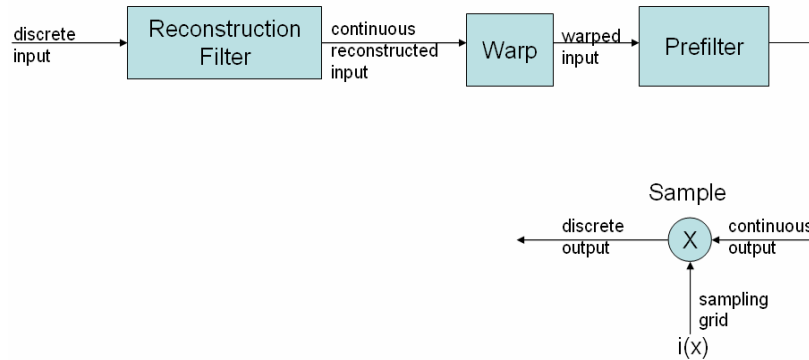 discrete
input
Reconstruction
Filter
continuous
reconstructed
input
Warp
warped
input
Prefilter
Sample
discrete
output
X
continuous
output
sampling
grid
i(x)